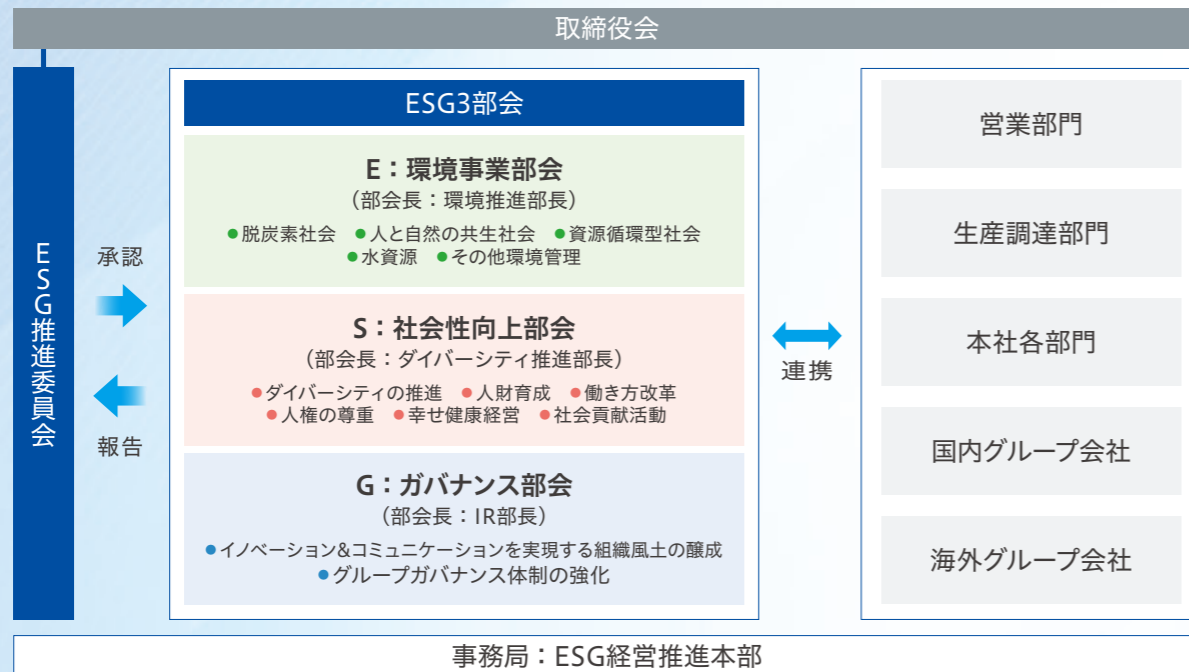 取締役会
ESG推進委員会
承認
報告
ESG3部会
E：環境事業部会
（部会長：環境推進部長）
●脱炭素社会 ●人と自然の共生社会 ●資源循環型社会
●水資源 ●その他環境管理
S：社会性向上部会
（部会長：ダイバーシティ推進部長）
●ダイバーシティの推進 ●人財育成 ●働き方改革
●人権の尊重 ●幸せ健康経営 ●社会貢献活動
G：ガバナンス部会
（部会長：IR部長）
●イノベーション&コミュニケーションを実現する組織風土の醸成
●グループガバナンス体制の強化
連携
営業部門
生産調達部門
本社各部門
国内グループ会社
海外グループ会社
事務局：ESG経営推進本部